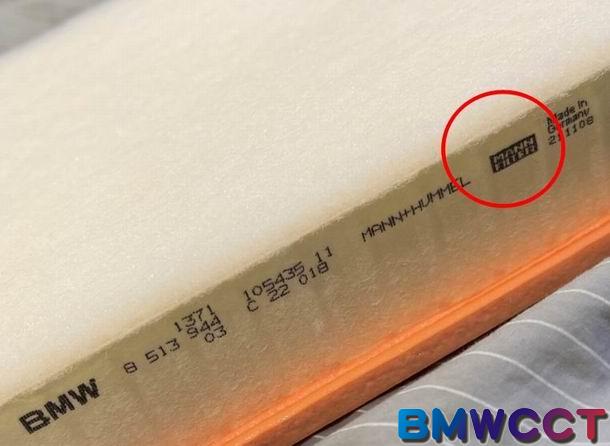 BMW
1371
8 513 944
03
105435 11
C 22 018
MANN+HUMMEL
MANN
FILTER
Made in
Germany
211108
BMWCCT